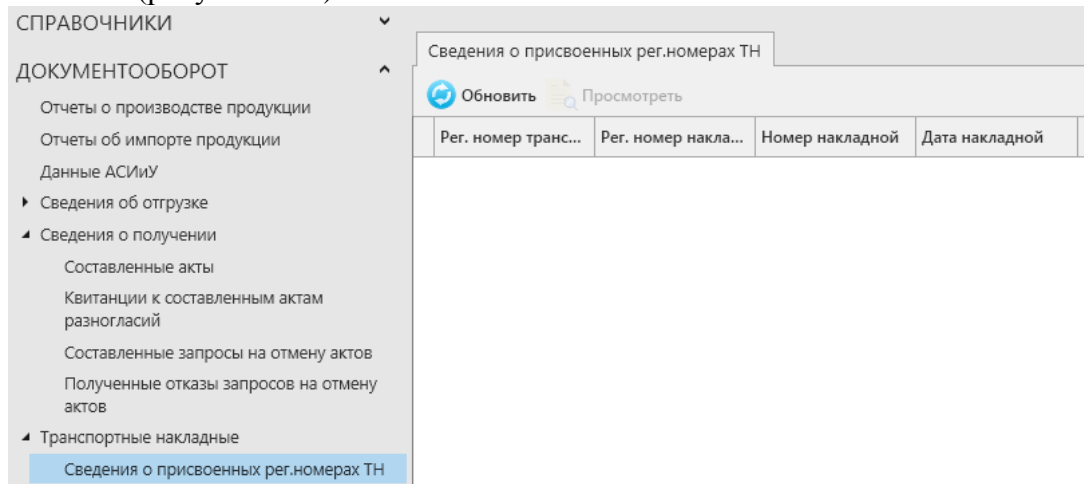 СПРАВОЧНИКИ
ДОКУМЕНТООБОРОТ
Отчеты о производстве продукции
Отчеты об импорте продукции
Данные АСИиУ
Сведения об отгрузке
Сведения о получении
Составленные акты
Квитанции к составленным актам
разногласий
Составленные запросы на отмену актов
Полученные отказы запросов на отмену
актов
Транспортные накладные
Сведения о присвоенных рег.номерах ТН
Сведения о присвоенных рег.номерах ТН
Обновить Просмотреть
Рег. номер транс... Рег. номер накла... Номер накладной Дата накладной